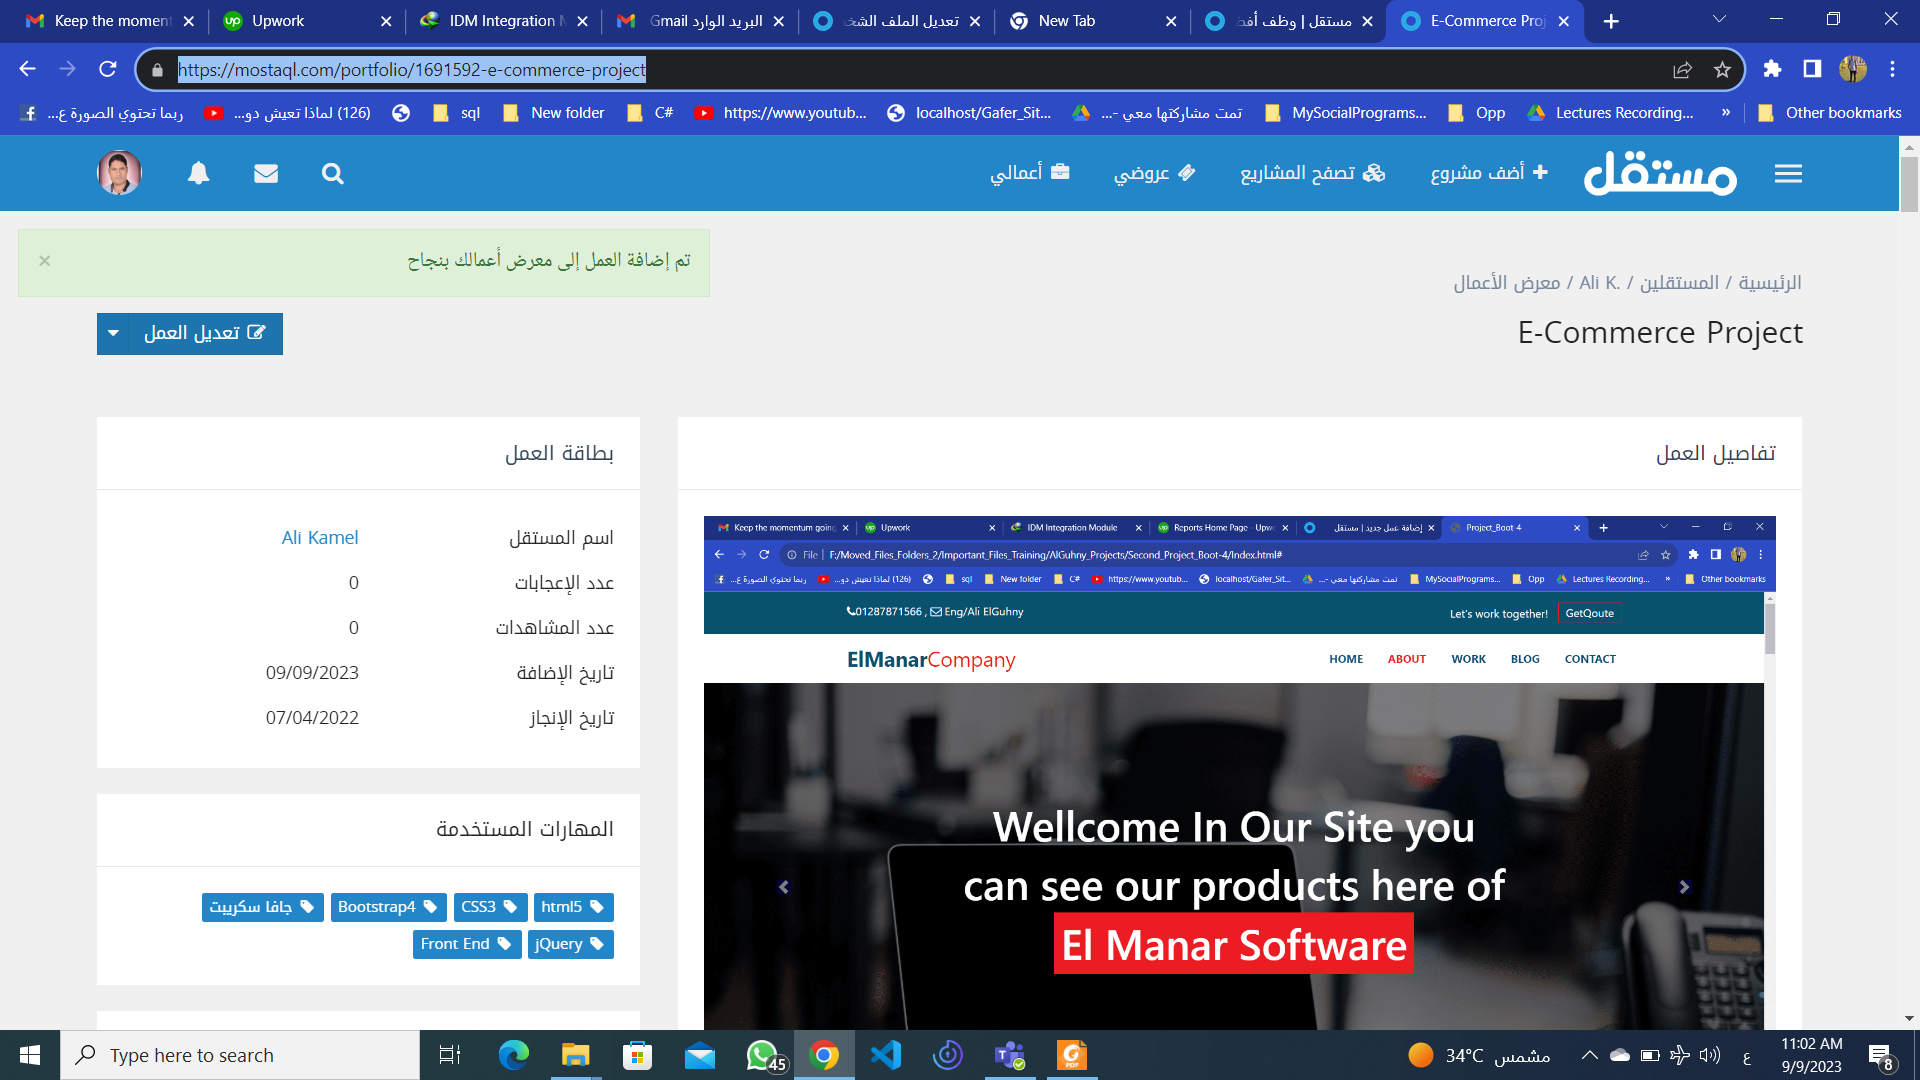 Keep the moment
Upwork
IDM Integration M
البريد الوارد Gmail
تعديل الملف الشخ
New Tab
مستقل | وظف أفض
E-Commerce Proj
https://mostaql.com/portfolio/1691592-e-commerce-project
ربما تحتوي الصورة ع...
(126) لماذا تعيش دو...
sql
New folder
C#
https://www.youtub...
localhost/Gafer_Sit...
تمت مشاركتها معي -...
MySocialPrograms...
Opp
Lectures Recording...
»
Other bookmarks
مستقل
أضف مشروع
تصفح المشاريع
عروضي
أعمالي
تم إضافة العمل إلى معرض أعمالك بنجاح
×
الرئيسية / المستقلين / Ali K. / معرض الأعمال
E-Commerce Project
تعديل العمل
تفاصيل العمل
Keep the momentum going
Upwork
IDM Integration Module
Reports Home Page - Upwo
إضافة عمل جديد | مستقل
Project_Boot-4
File | F:/Moved_Files_Folders_2/Important_Files_Training/AlGuhny_Projects/Second_Project_Boot-4/Index.html#
ربما تحتوي الصورة ع...
(126) لماذا تعيش دو...
sql
New folder
C#
https://www.youtub...
localhost/Gafer_Sit...
تمت مشاركتها معي -...
MySocialPrograms...
Opp
Lectures Recording...
»
Other bookmarks
01287871566 , Eng/Ali ElGuhny
Let's work together! GetQoute
ElManarCompany
HOME ABOUT WORK BLOG CONTACT
Wellcome In Our Site you
can see our products here of
El Manar Software
بطاقة العمل
اسم المستقل Ali Kamel
عدد الإعجابات 0
عدد المشاهدات 0
تاريخ الإضافة 09/09/2023
تاريخ الإنجاز 07/04/2022
المهارات المستخدمة
html5 CSS3 Bootstrap4 جافا سكريبت
jQuery Front End
Type here to search
45
34°C مشمس
ع
11:02 AM
9/9/2023
8